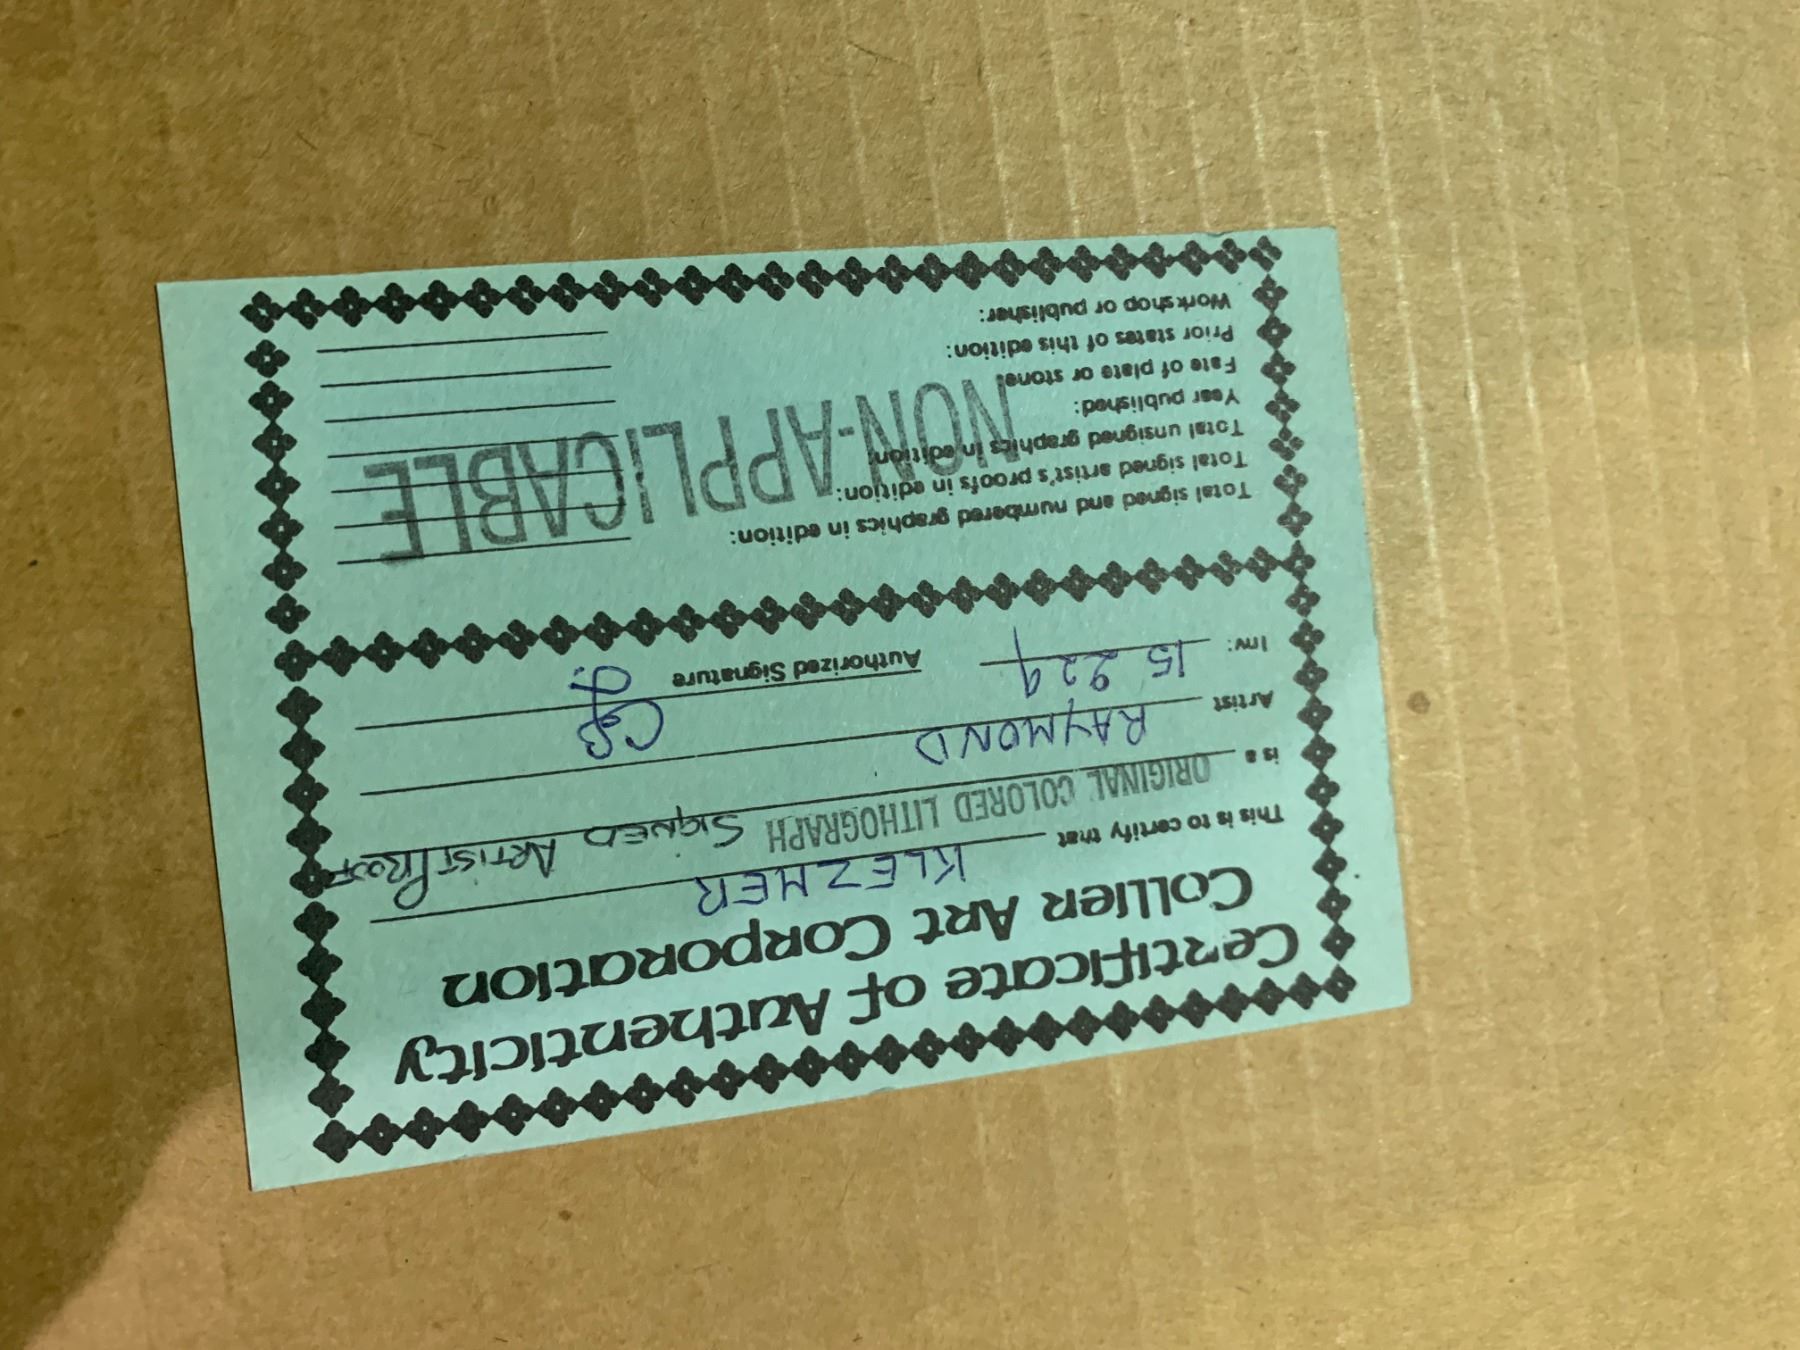 Certificate of Authenticity
Collier Art Corporation
This is to certify that KLEZMER
is a ORIGINAL COLORED LITHOGRAPH SIGNED ARTIST PROOF
Artist RAYMOND
Inv: 15 229
Authorized Signature
Total signed and numbered graphics in edition:
Total signed artist's proofs in edition:
Total unsigned graphics in edition:
Year published:
Fate of plate or stone:
Prior states of this edition:
Workshop or publisher:
NON-APPLICABLE